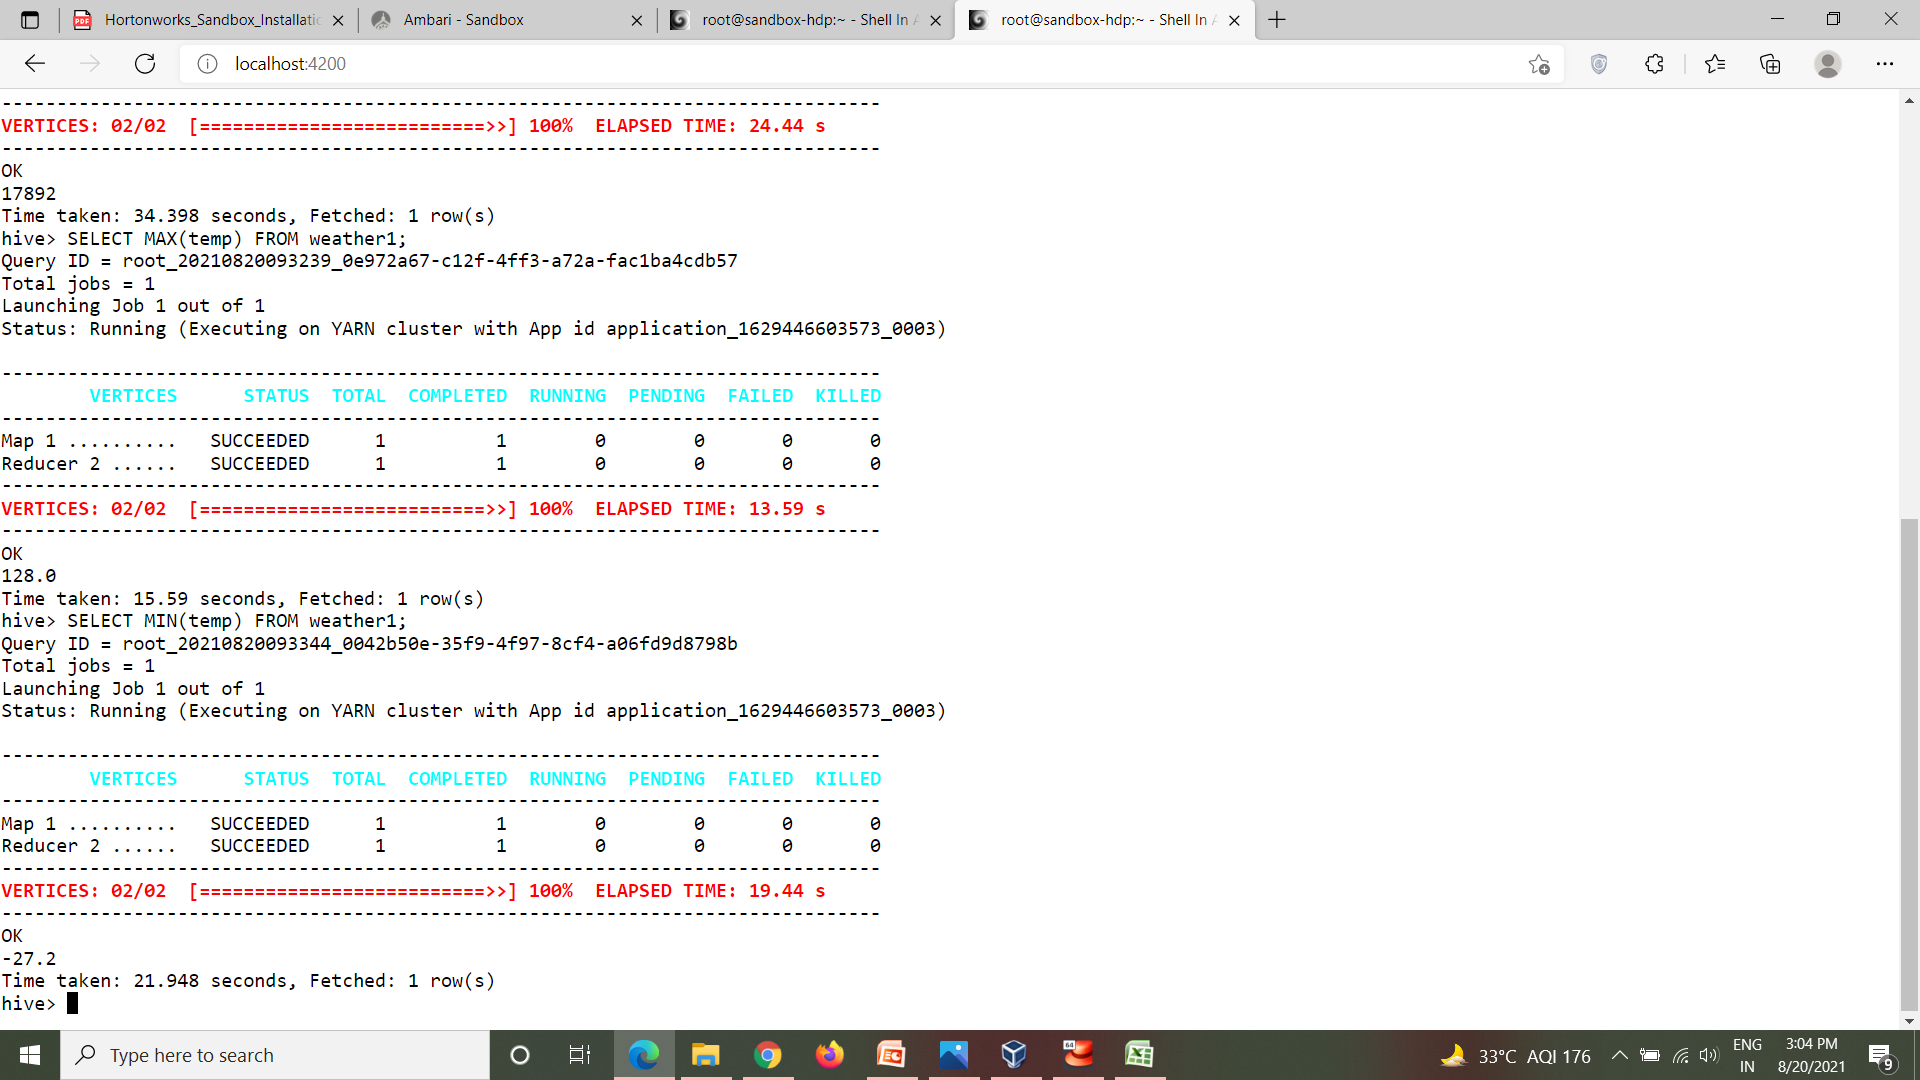 Hortonworks_Sandbox_Installatio
Ambari - Sandbox
root@sandbox-hdp:~ - Shell In A
root@sandbox-hdp:~ - Shell In A
localhost:4200
--------------------------------------------------------------------------------
VERTICES: 02/02  [==========================>>] 100%  ELAPSED TIME: 24.44 s
--------------------------------------------------------------------------------
OK
17892
Time taken: 34.398 seconds, Fetched: 1 row(s)
hive> SELECT MAX(temp) FROM weather1;
Query ID = root_20210820093239_0e972a67-c12f-4ff3-a72a-fac1ba4cdb57
Total jobs = 1
Launching Job 1 out of 1
Status: Running (Executing on YARN cluster with App id application_1629446603573_0003)
--------------------------------------------------------------------------------
        VERTICES      STATUS  TOTAL  COMPLETED  RUNNING  PENDING  FAILED  KILLED
--------------------------------------------------------------------------------
Map 1 ..........   SUCCEEDED      1          1        0        0       0       0
Reducer 2 ......   SUCCEEDED      1          1        0        0       0       0
--------------------------------------------------------------------------------
VERTICES: 02/02  [==========================>>] 100%  ELAPSED TIME: 13.59 s
--------------------------------------------------------------------------------
OK
128.0
Time taken: 15.59 seconds, Fetched: 1 row(s)
hive> SELECT MIN(temp) FROM weather1;
Query ID = root_20210820093344_0042b50e-35f9-4f97-8cf4-a06fd9d8798b
Total jobs = 1
Launching Job 1 out of 1
Status: Running (Executing on YARN cluster with App id application_1629446603573_0003)
--------------------------------------------------------------------------------
        VERTICES      STATUS  TOTAL  COMPLETED  RUNNING  PENDING  FAILED  KILLED
--------------------------------------------------------------------------------
Map 1 ..........   SUCCEEDED      1          1        0        0       0       0
Reducer 2 ......   SUCCEEDED      1          1        0        0       0       0
--------------------------------------------------------------------------------
VERTICES: 02/02  [==========================>>] 100%  ELAPSED TIME: 19.44 s
--------------------------------------------------------------------------------
OK
-27.2
Time taken: 21.948 seconds, Fetched: 1 row(s)
hive>
Type here to search
33°C AQI 176
ENG
IN
3:04 PM
8/20/2021
9